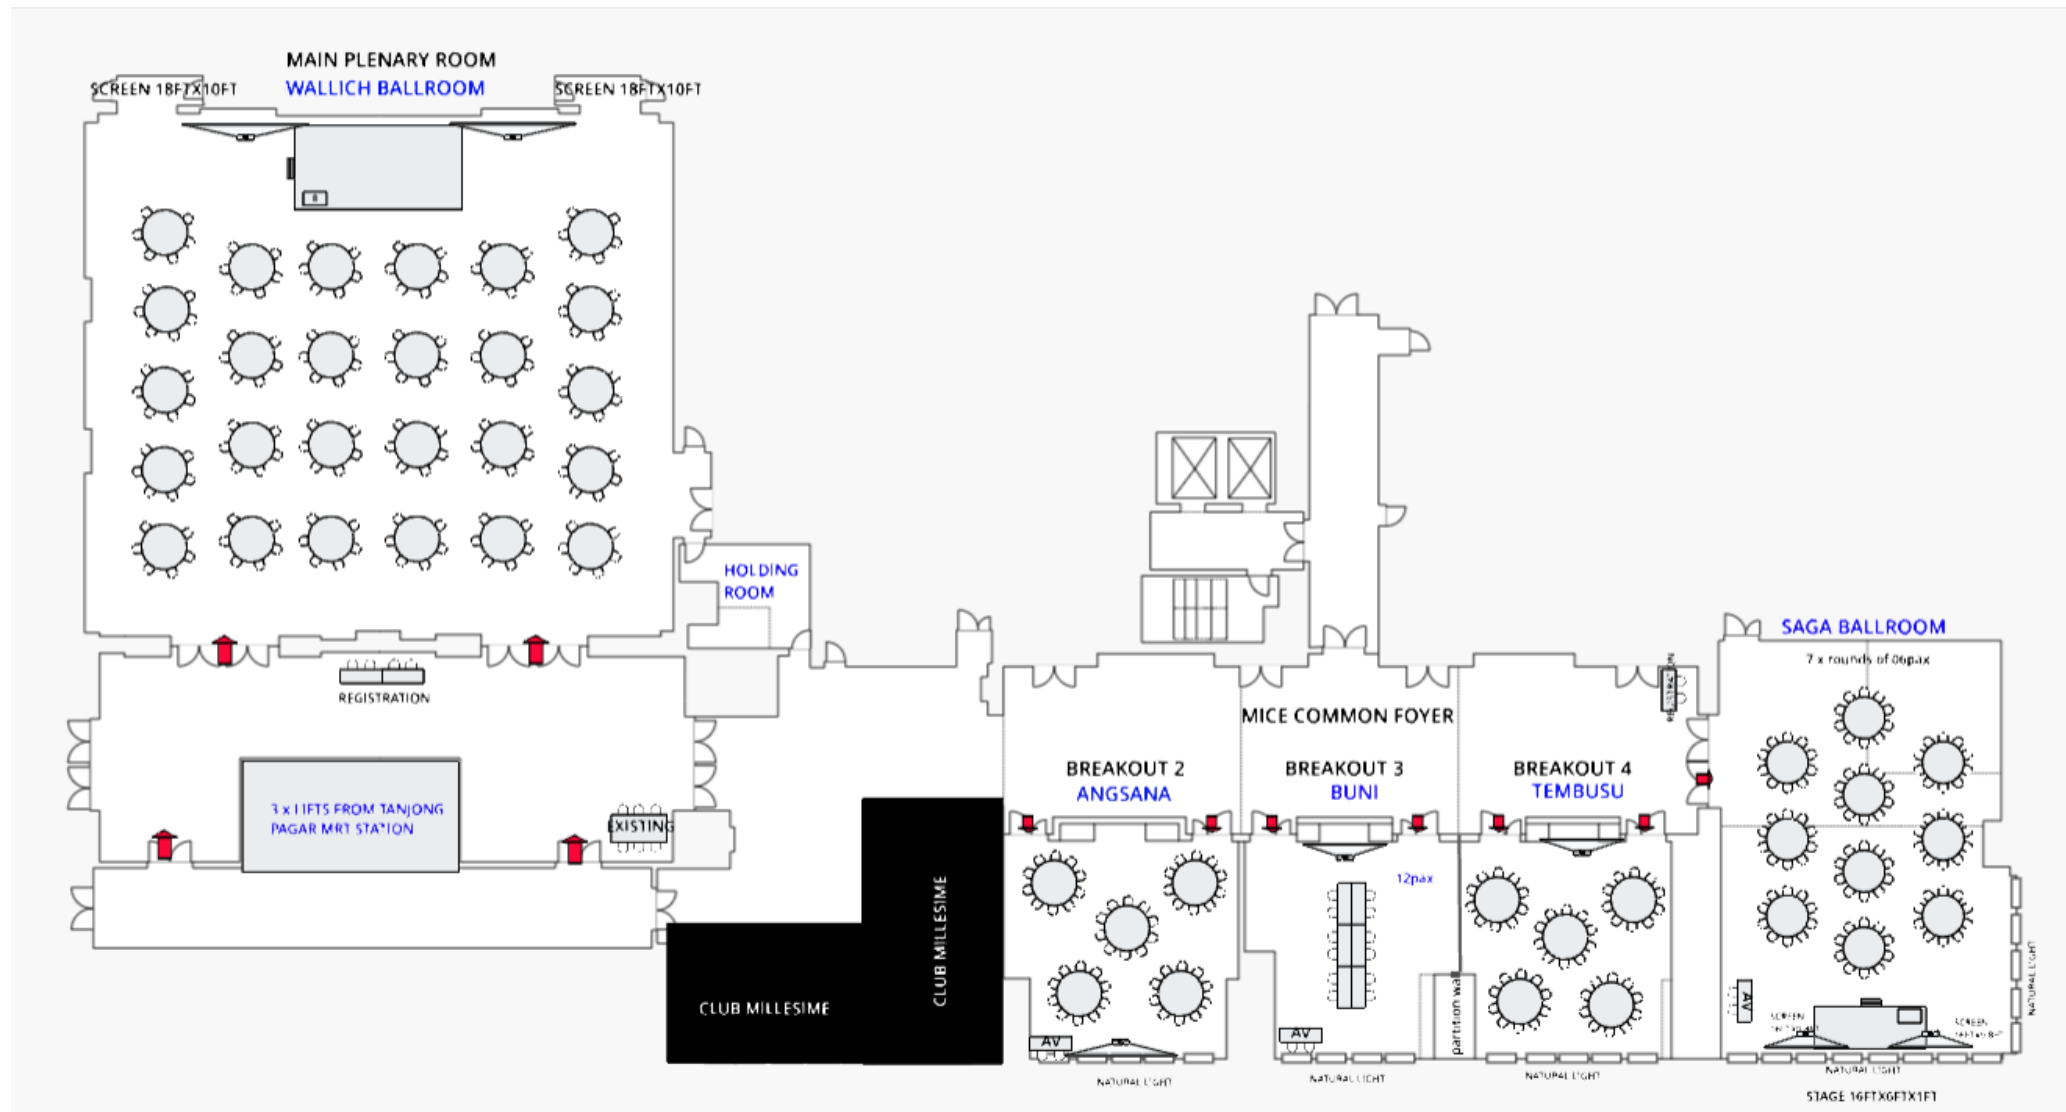 MAIN PLENARY ROOM
WALLICH BALLROOM
SCREEN 18FTX10FT
SCREEN 18FTX10FT
HOLDING
ROOM
REGISTRATION
3 x LIFTS FROM TANJONG
PAGAR MRT STATION
EXISTING
CLUB MILLESIME
CLUB MILLESIME
MICE COMMON FOYER
BREAKOUT 2
ANGSANA
BREAKOUT 3
BUNI
BREAKOUT 4
TEMBUSU
12pax
partition wall
AV
AV
NATURAL LIGHT
NATURAL LIGHT
NATURAL LIGHT
SAGA BALLROOM
7 x rounds of 06pax
AV
SCREEN
SCREEN
NATURAL LIGHT
NATURAL LIGHT
STAGE 16FTX6FTX1FT